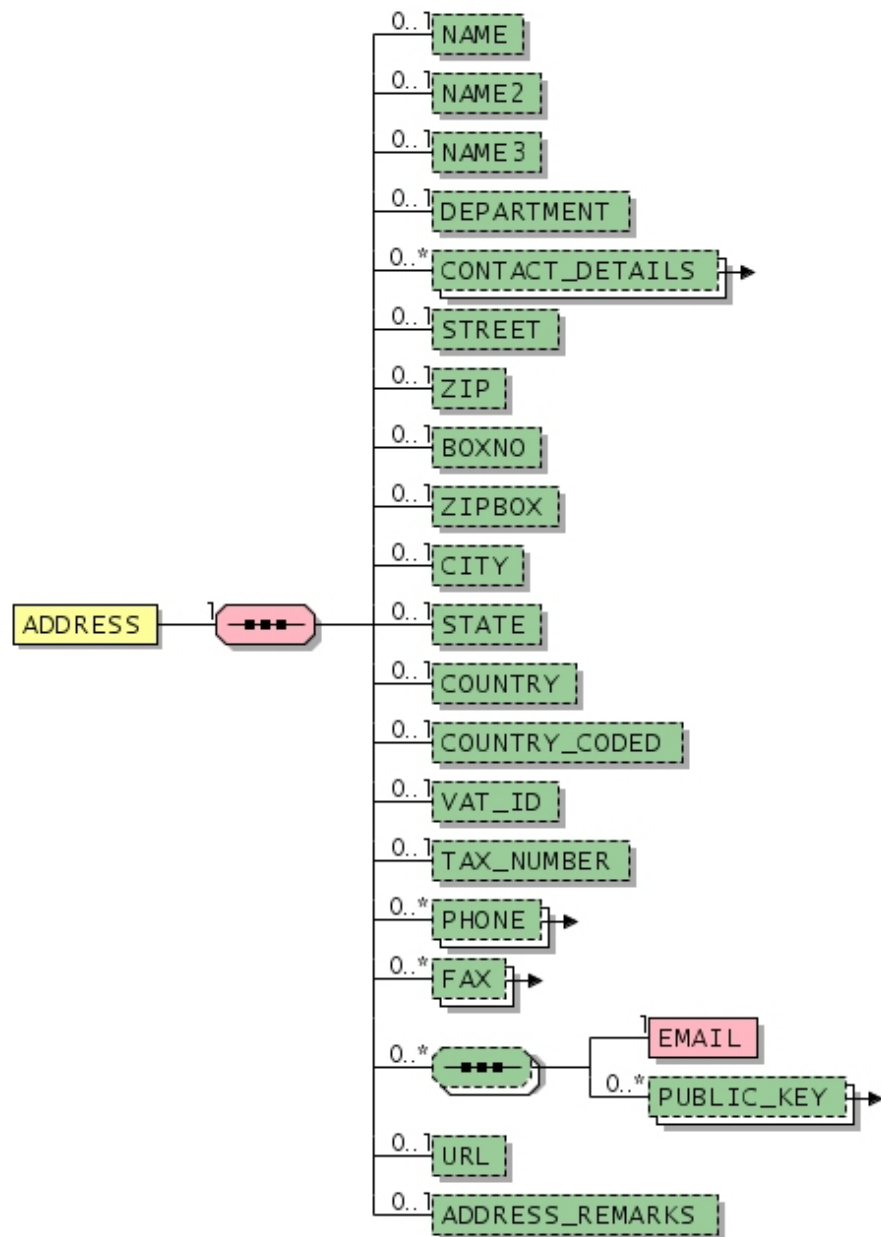 0..1 NAME
0..1 NAME2
0..1 NAME3
0..1 DEPARTMENT
0..* CONTACT_DETAILS
0..1 STREET
0..1 ZIP
0..1 BOXNO
0..1 ZIPBOX
0..1 CITY
ADDRESS 1 0..1 STATE
0..1 COUNTRY
0..1 COUNTRY_CODED
0..1 VAT_ID
0..1 TAX_NUMBER
0..* PHONE
0..* FAX
1 EMAIL
0..*
0..* PUBLIC_KEY
0..1 URL
0..1 ADDRESS_REMARKS